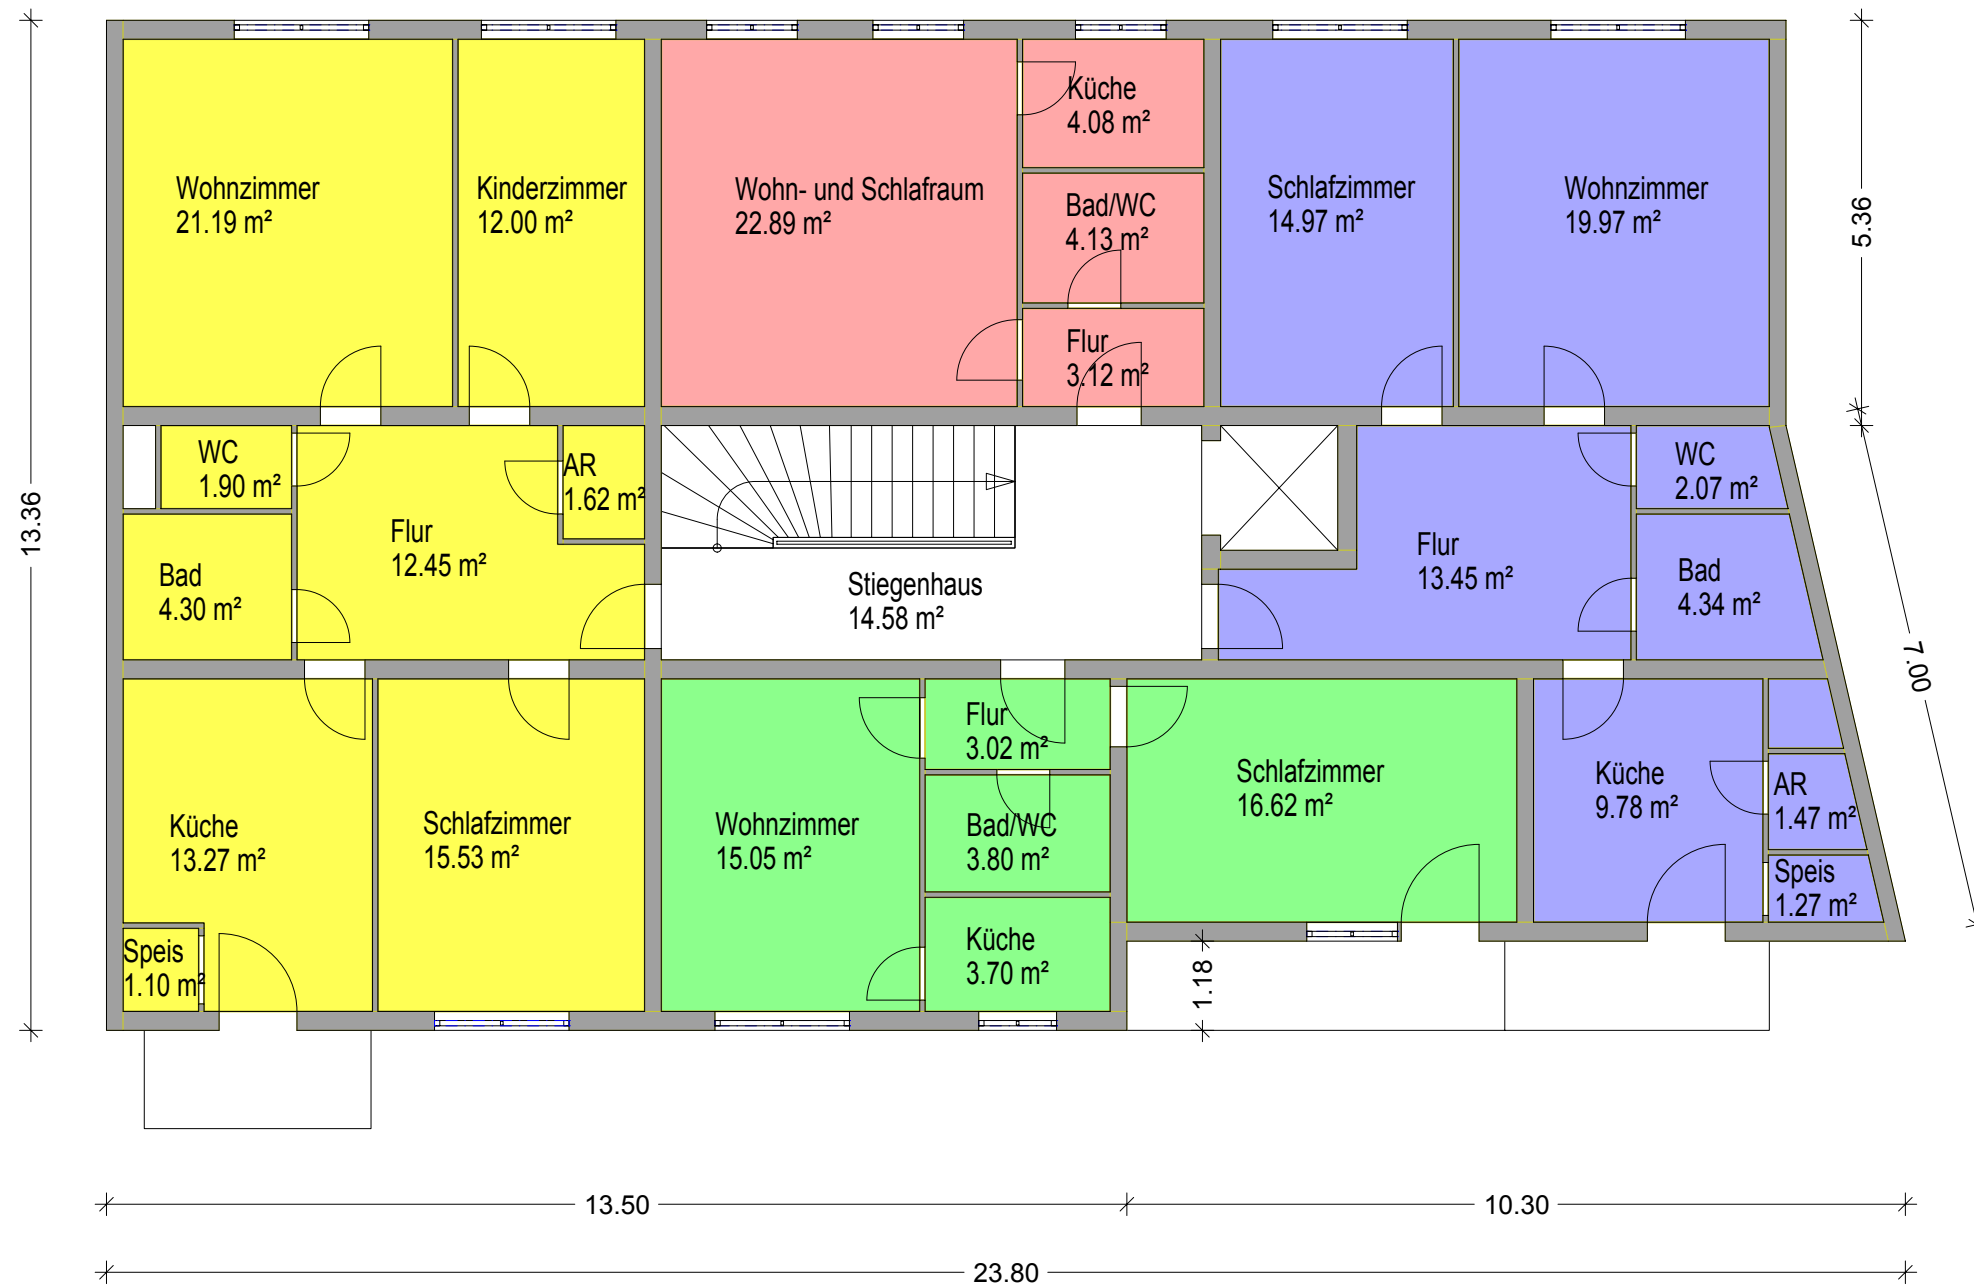 Wohnzimmer
21.19 m²
Kinderzimmer
12.00 m²
Wohn- und Schlafraum
22.89 m²
Küche
4.08 m²
Bad/WC
4.13 m²
Flur
3.12 m²
Schlafzimmer
14.97 m²
Wohnzimmer
19.97 m²
5.36
13.36
WC
1.90 m²
Bad
4.30 m²
Flur
12.45 m²
AR
1.62 m²
Stiegenhaus
14.58 m²
Flur
13.45 m²
WC
2.07 m²
Bad
4.34 m²
7.00
Küche
13.27 m²
Speis
1.10 m²
Schlafzimmer
15.53 m²
Wohnzimmer
15.05 m²
Flur
3.02 m²
Bad/WC
3.80 m²
Küche
3.70 m²
Schlafzimmer
16.62 m²
Küche
9.78 m²
AR
1.47 m²
Speis
1.27 m²
1.18
13.50
10.30
23.80